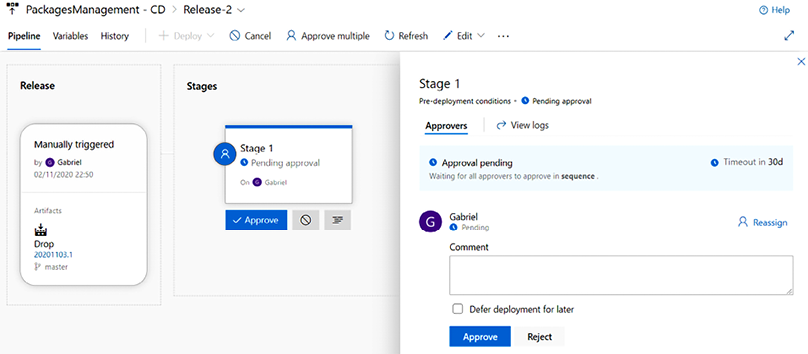 PackagesManagement - CD > Release-2
Help
Pipeline Variables History + Deploy Cancel Approve multiple Refresh Edit ...
Release
Manually triggered
by G Gabriel
02/11/2020 22:50
Artifacts
Drop
20201103.1
master
Stages
Stage 1
Pending approval
On G Gabriel
Approve
Stage 1
Pre-deployment conditions • Pending approval
Approvers View logs
Approval pending Timeout in 30d
Waiting for all approvers to approve in sequence .
G Gabriel Reassign
Pending
Comment
Defer deployment for later
Approve Reject